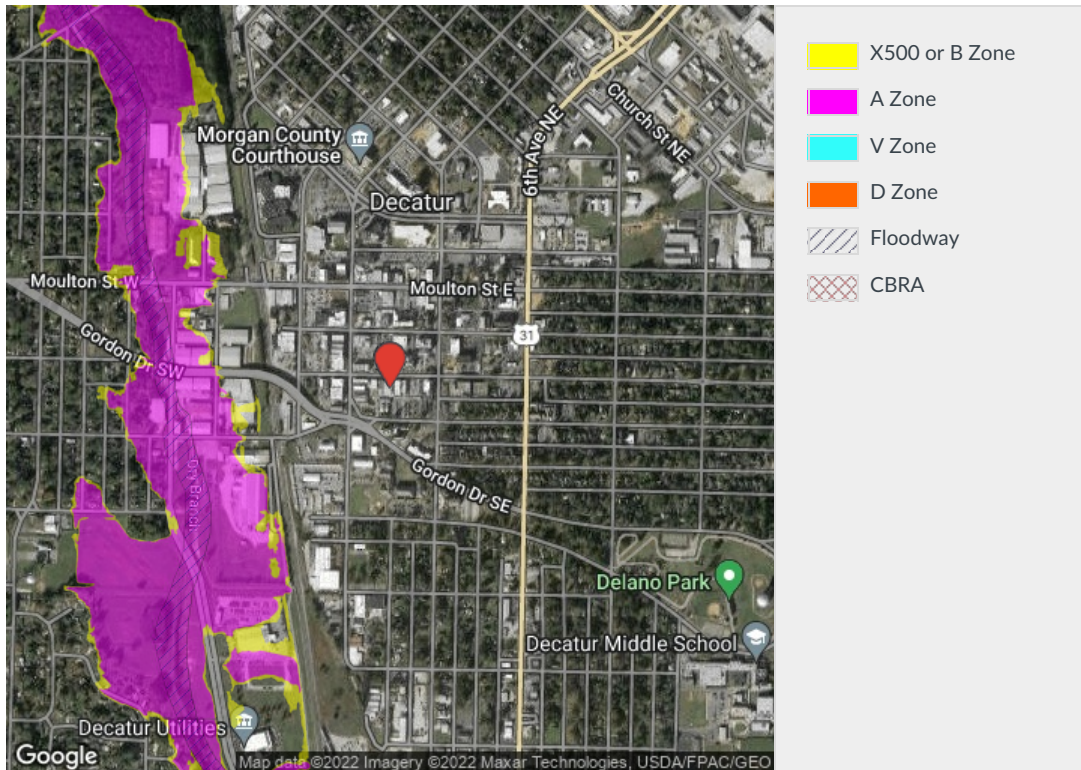 Morgan County
Courthouse
Decatur
6th Ave NE
Church St NE
Moulton St W
Moulton St E
31
Gordon Dr SW
Gordon Dr SE
Dry Branch
Delano Park
Decatur Middle School
Decatur Utilities
Google
Map data ©2022 Imagery ©2022 Maxar Technologies, USDA/FPAC/GEO
X500 or B Zone
A Zone
V Zone
D Zone
Floodway
CBRA